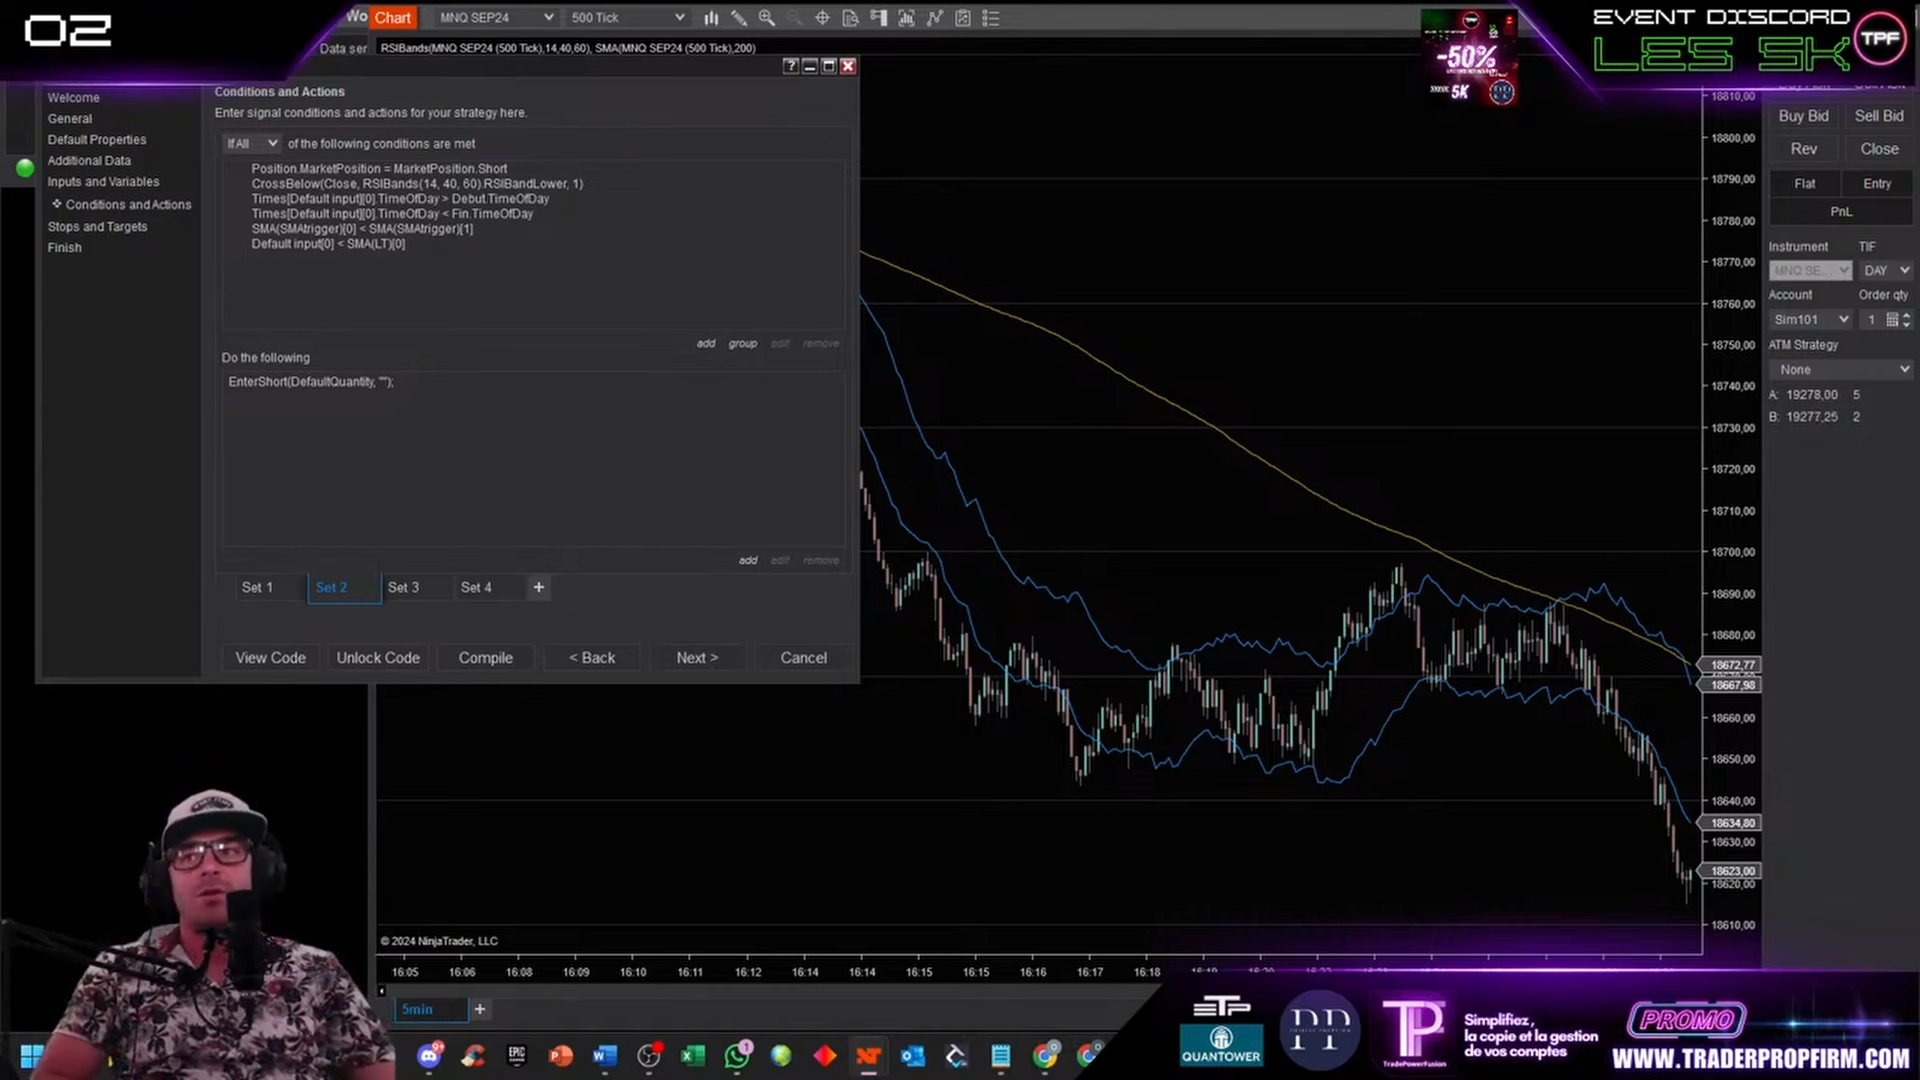 02
Wo
Chart
MNQ SEP24
500 Tick
Data ser
RSIBands(MNQ SEP24 (500 Tick),14,40,60), SMA(MNQ SEP24 (500 Tick),200)
-50%
5K
EVENT DISCORD
LES 5K
TPF
?
Welcome
General
Default Properties
Additional Data
Inputs and Variables
Conditions and Actions
Stops and Targets
Finish
Conditions and Actions
Enter signal conditions and actions for your strategy here.
If All
of the following conditions are met
Position.MarketPosition = MarketPosition.Short
CrossBelow(Close, RSIBands(14, 40, 60).RSIBandLower, 1)
Times[Default input][0].TimeOfDay > Debut.TimeOfDay
Times[Default input][0].TimeOfDay < Fin.TimeOfDay
SMA(SMAtrigger)[0] < SMA(SMAtrigger)[1]
Default input[0] < SMA(LT)[0]
add group edit remove
Do the following
EnterShort(DefaultQuantity, "");
add edit remove
Set 1
Set 2
Set 3
Set 4
+
View Code
Unlock Code
Compile
< Back
Next >
Cancel
18810,00
18800,00
18790,00
18780,00
18770,00
18760,00
18750,00
18740,00
18730,00
18720,00
18710,00
18700,00
18690,00
18680,00
18672,77
18667,98
18660,00
18650,00
18640,00
18634,80
18630,00
18623,00
18620,00
18610,00
Buy Bid
Sell Bid
Rev
Close
Flat
Entry
PnL
Instrument
TIF
MNQ SE...
DAY
Account
Order qty
Sim101
1
ATM Strategy
None
A: 19278,00 5
B: 19277,25 2
© 2024 NinjaTrader, LLC
16:05 16:06 16:08 16:09 16:10 16:11 16:12 16:14 16:14 16:15 16:15 16:16 16:17 16:18
5min
+
9+
EPIC
1
QUANTOWER
PP
TradePowerFusion
Simplifiez,
la copie et la gestion
de vos comptes
PROMO
WWW.TRADERPROPFIRM.COM